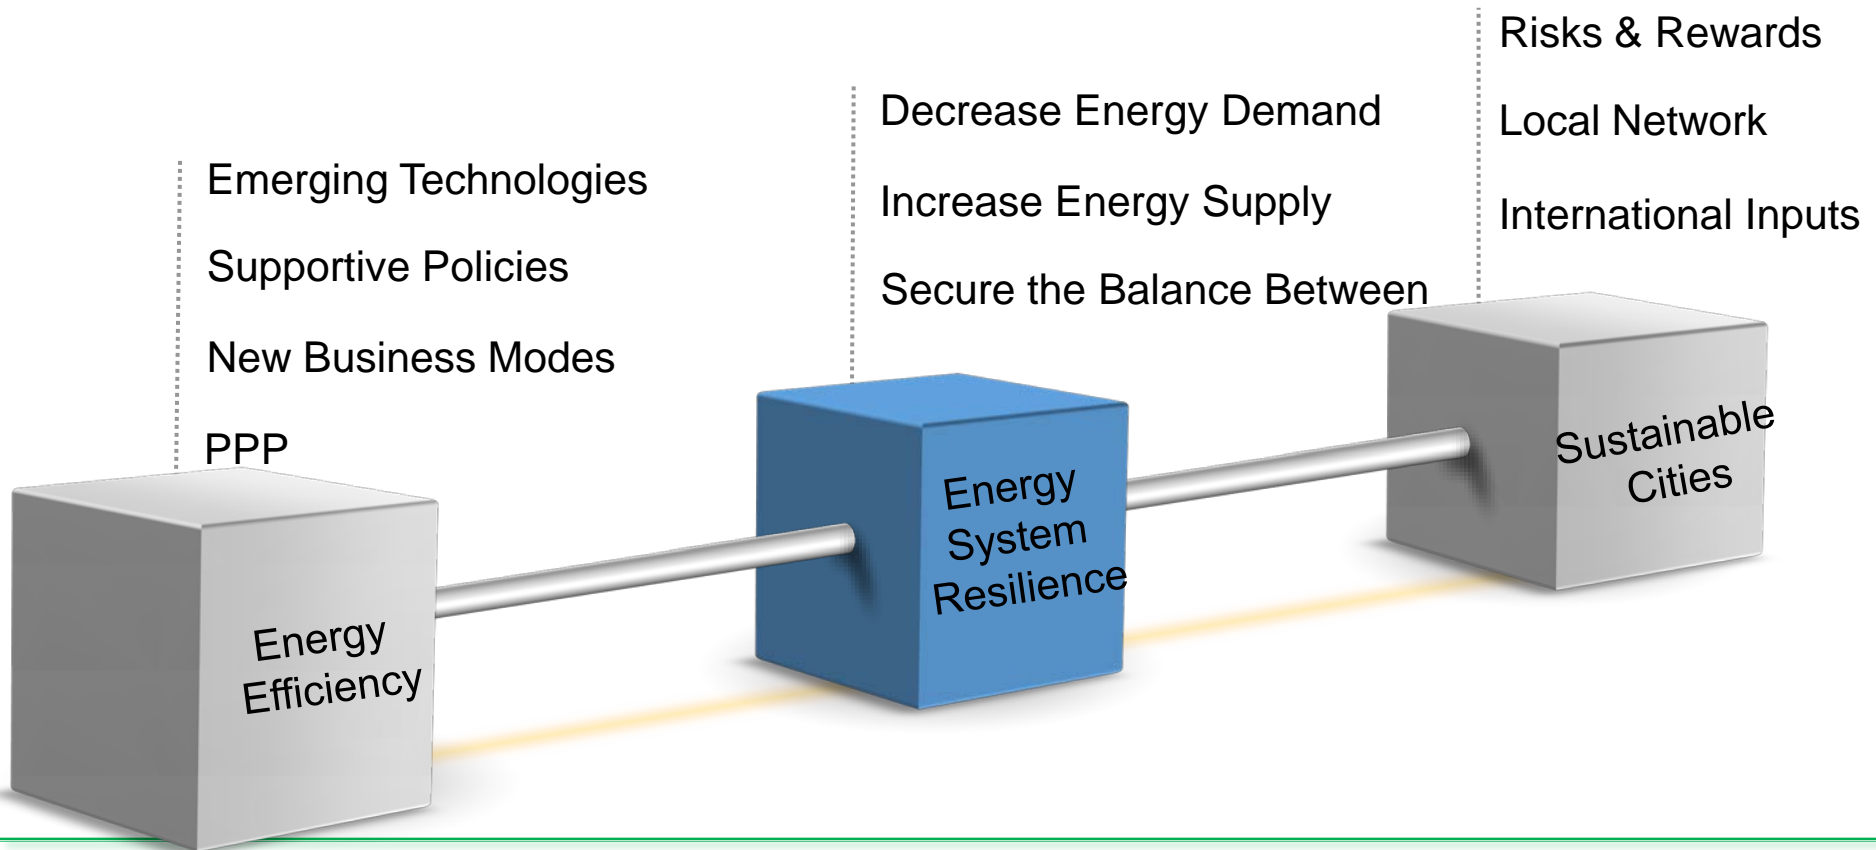 Emerging Technologies
Supportive Policies
New Business Modes
PPP
Energy
Efficiency
Decrease Energy Demand
Increase Energy Supply
Secure the Balance Between
Energy
System
Resilience
Risks & Rewards
Local Network
International Inputs
Sustainable
Cities